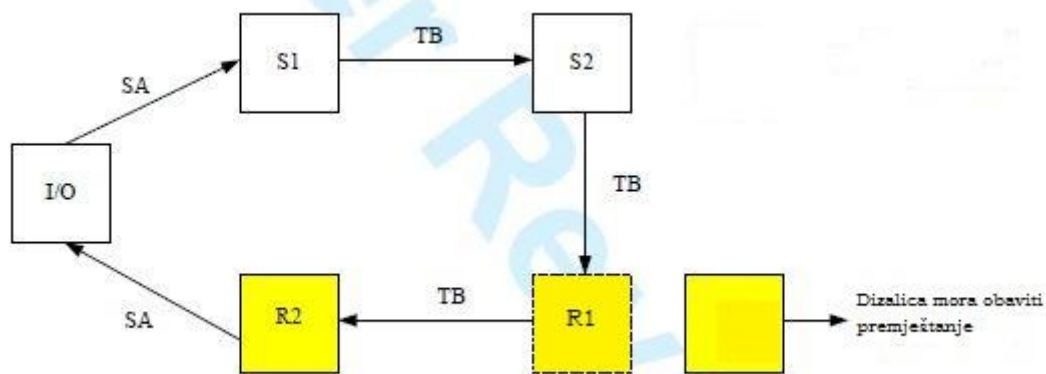 TB
S1
S2
SA
I/O
TB
SA
R2
TB
R1
Dizalica mora obaviti
premještanje